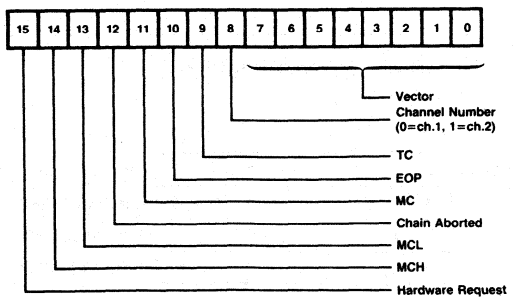 15 14 13 12 11 10 9 8 7 6 5 4 3 2 1 0
Vector
Channel Number
(0=ch.1, 1=ch.2)
TC
EOP
MC
Chain Aborted
MCL
MCH
Hardware Request